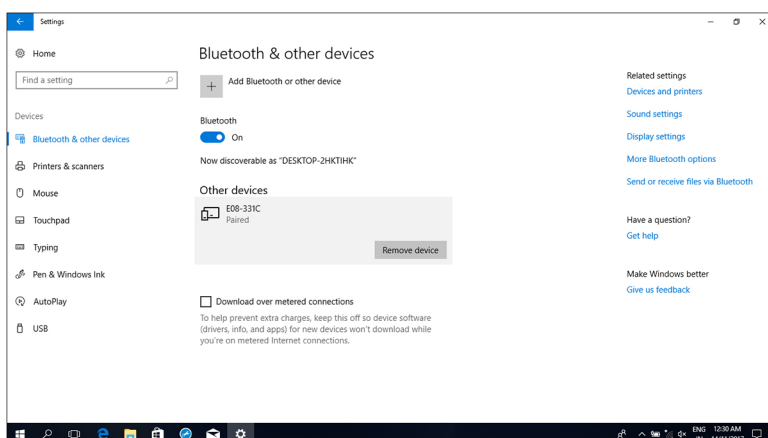 Settings
Home
Find a setting
Devices
Bluetooth & other devices
Printers & scanners
Mouse
Touchpad
Typing
Pen & Windows Ink
AutoPlay
USB
Bluetooth & other devices
Add Bluetooth or other device
Bluetooth
On
Now discoverable as "DESKTOP-2HKTIHK"
Other devices
E08-331C
Paired
Remove device
Download over metered connections
To help prevent extra charges, keep this off so device software
(drivers, info, and apps) for new devices won't download while
you're on metered Internet connections.
Related settings
Devices and printers
Sound settings
Display settings
More Bluetooth options
Send or receive files via Bluetooth
Have a question?
Get help
Make Windows better
Give us feedback
ENG 12:30 AM